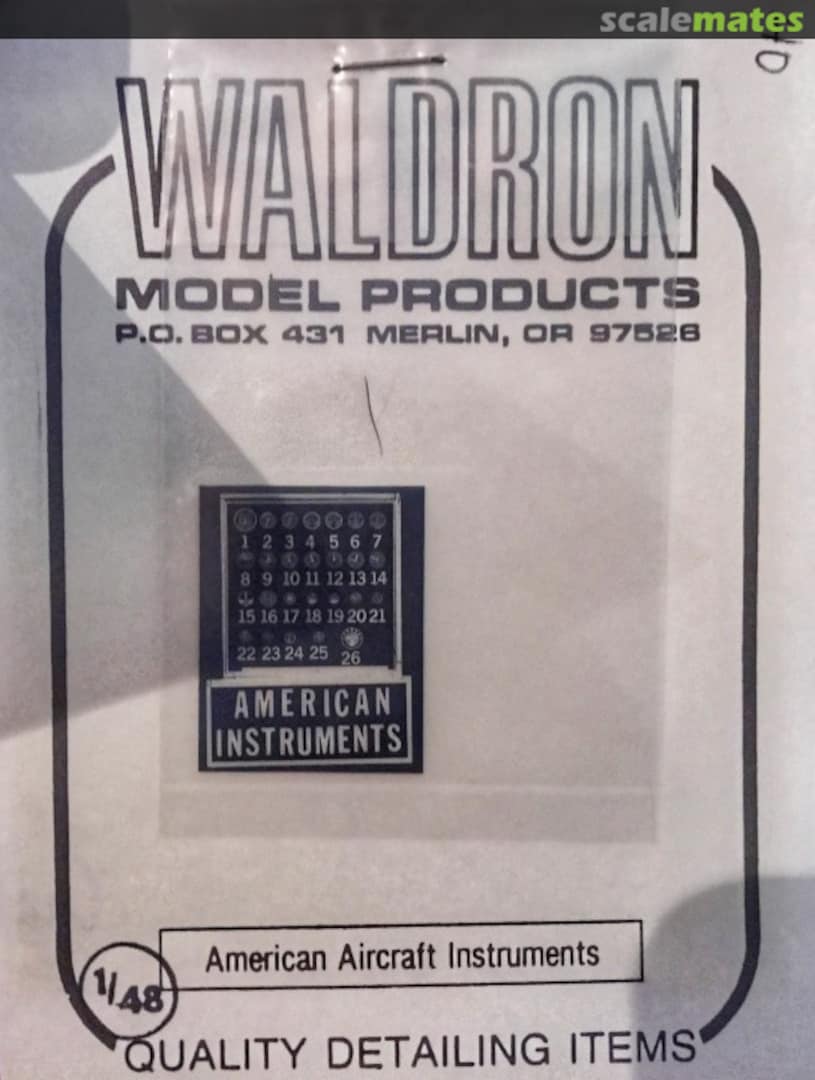 scalemates
WALDRON
MODEL PRODUCTS
P.O. BOX 431 MERLIN, OR 97526
1 2 3 4 5 6 7
8 9 10 11 12 13 14
15 16 17 18 19 20 21
22 23 24 25 26
AMERICAN
INSTRUMENTS
American Aircraft Instruments
1/48
QUALITY DETAILING ITEMS